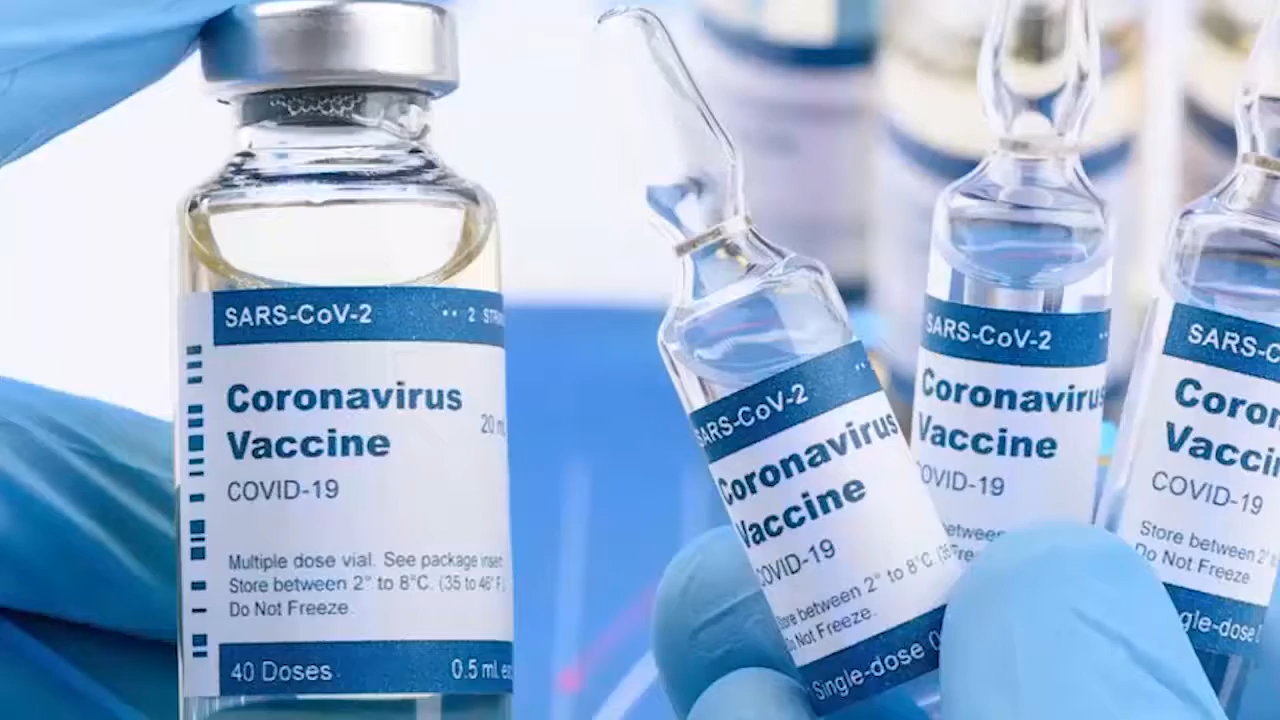 SARS-CoV-2 •• 2
Coronavirus
20
Vaccine
COVID-19
Multiple dose vial. See package insert
Store between 2° to 8°C. (35 to 46° F
Do Not Freeze.
40 Doses 0.5 ml.
SARS-CoV-2
Coronavirus
Vaccine
COVID-19
between 2° to 8°C.
Do Not Freeze.
Single-dose
SARS-CoV-2
Coronavirus
Vaccine
COVID-19
SARS-C
Coron
Vaccin
COVID-19
Store between 2°
Do Not Freeze
gle-dose